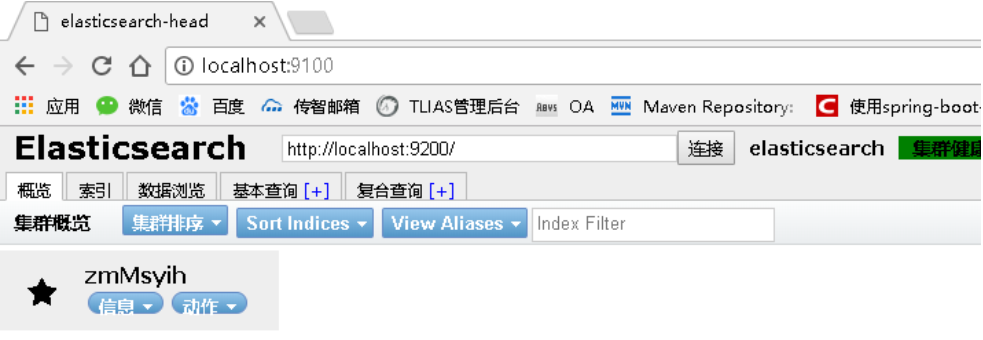 elasticsearch-head
localhost:9100
应用 微信 百度 传智邮箱 TLIAS管理后台 OA MVN Maven Repository: 使用spring-boot
Elasticsearch http://localhost:9200/ 连接 elasticsearch 集群健康
概览 索引 数据浏览 基本查询 [+] 复合查询 [+]
集群概览 集群排序 Sort Indices View Aliases Index Filter
zmMsyih
信息 动作